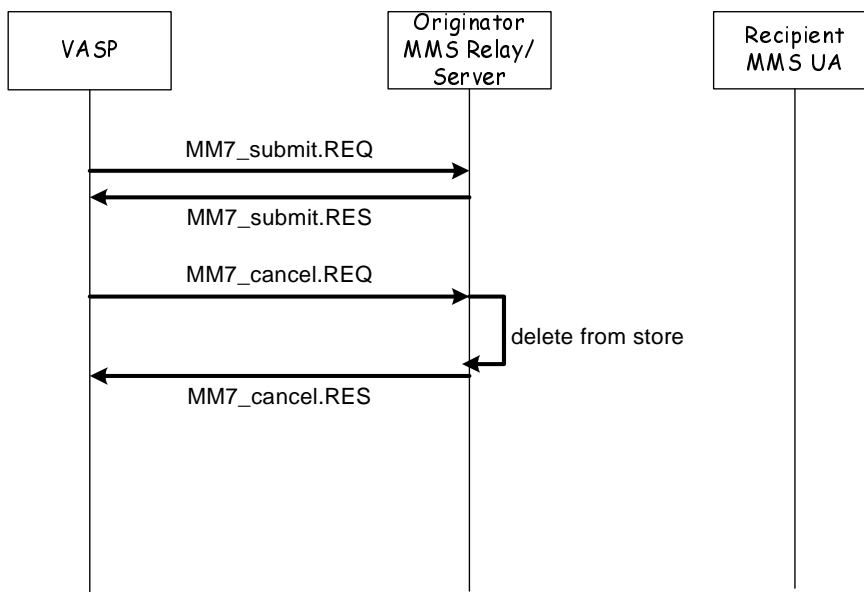 VASP
Originator
MMS Relay/
Server
Recipient
MMS UA
MM7_submit.REQ
MM7_submit.RES
MM7_cancel.REQ
delete from store
MM7_cancel.RES